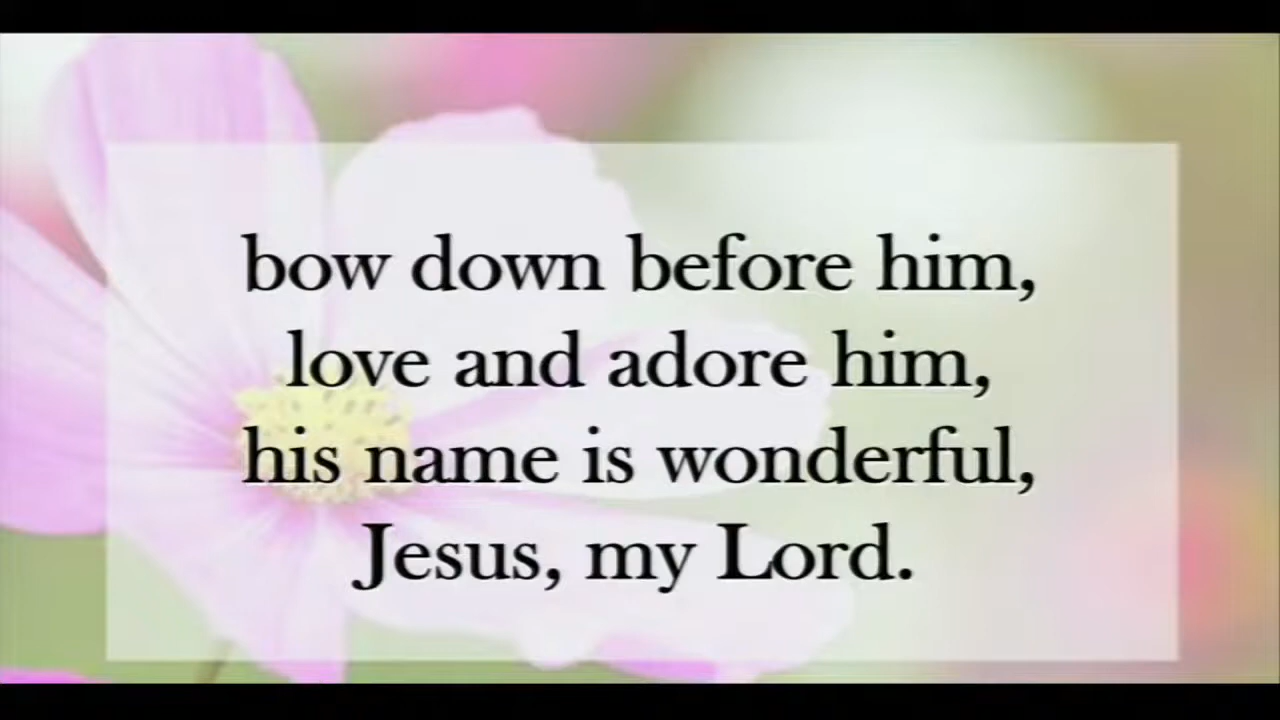 bow down before him,
love and adore him,
his name is wonderful,
Jesus, my Lord.